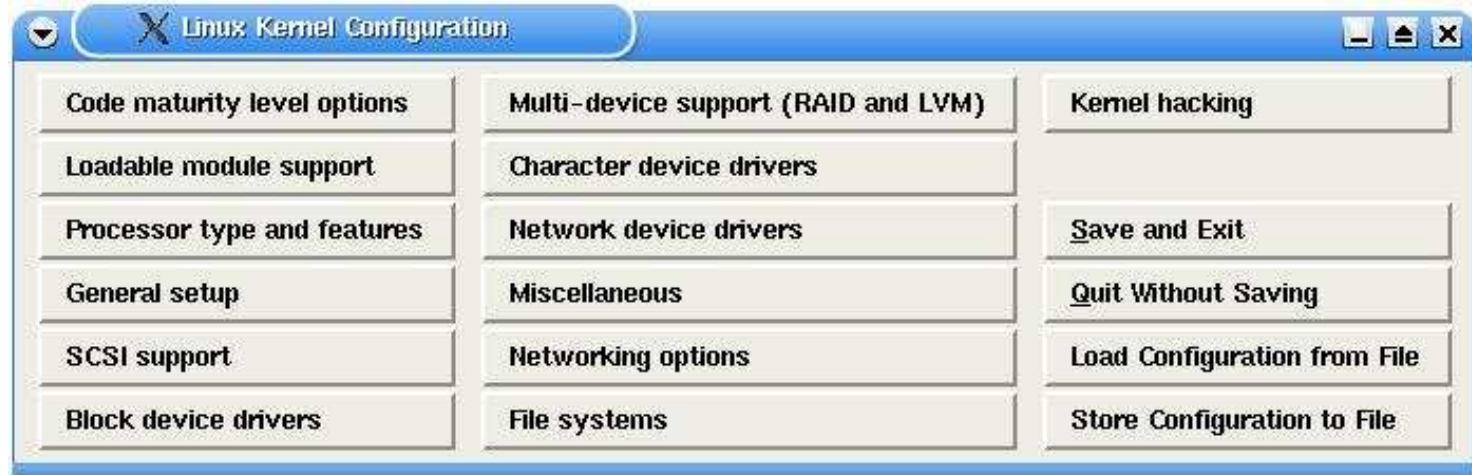 Linux Kernel Configuration
Code maturity level options
Loadable module support
Processor type and features
General setup
SCSI support
Block device drivers
Multi-device support (RAID and LVM)
Character device drivers
Network device drivers
Miscellaneous
Networking options
File systems
Kernel hacking
Save and Exit
Quit Without Saving
Load Configuration from File
Store Configuration to File